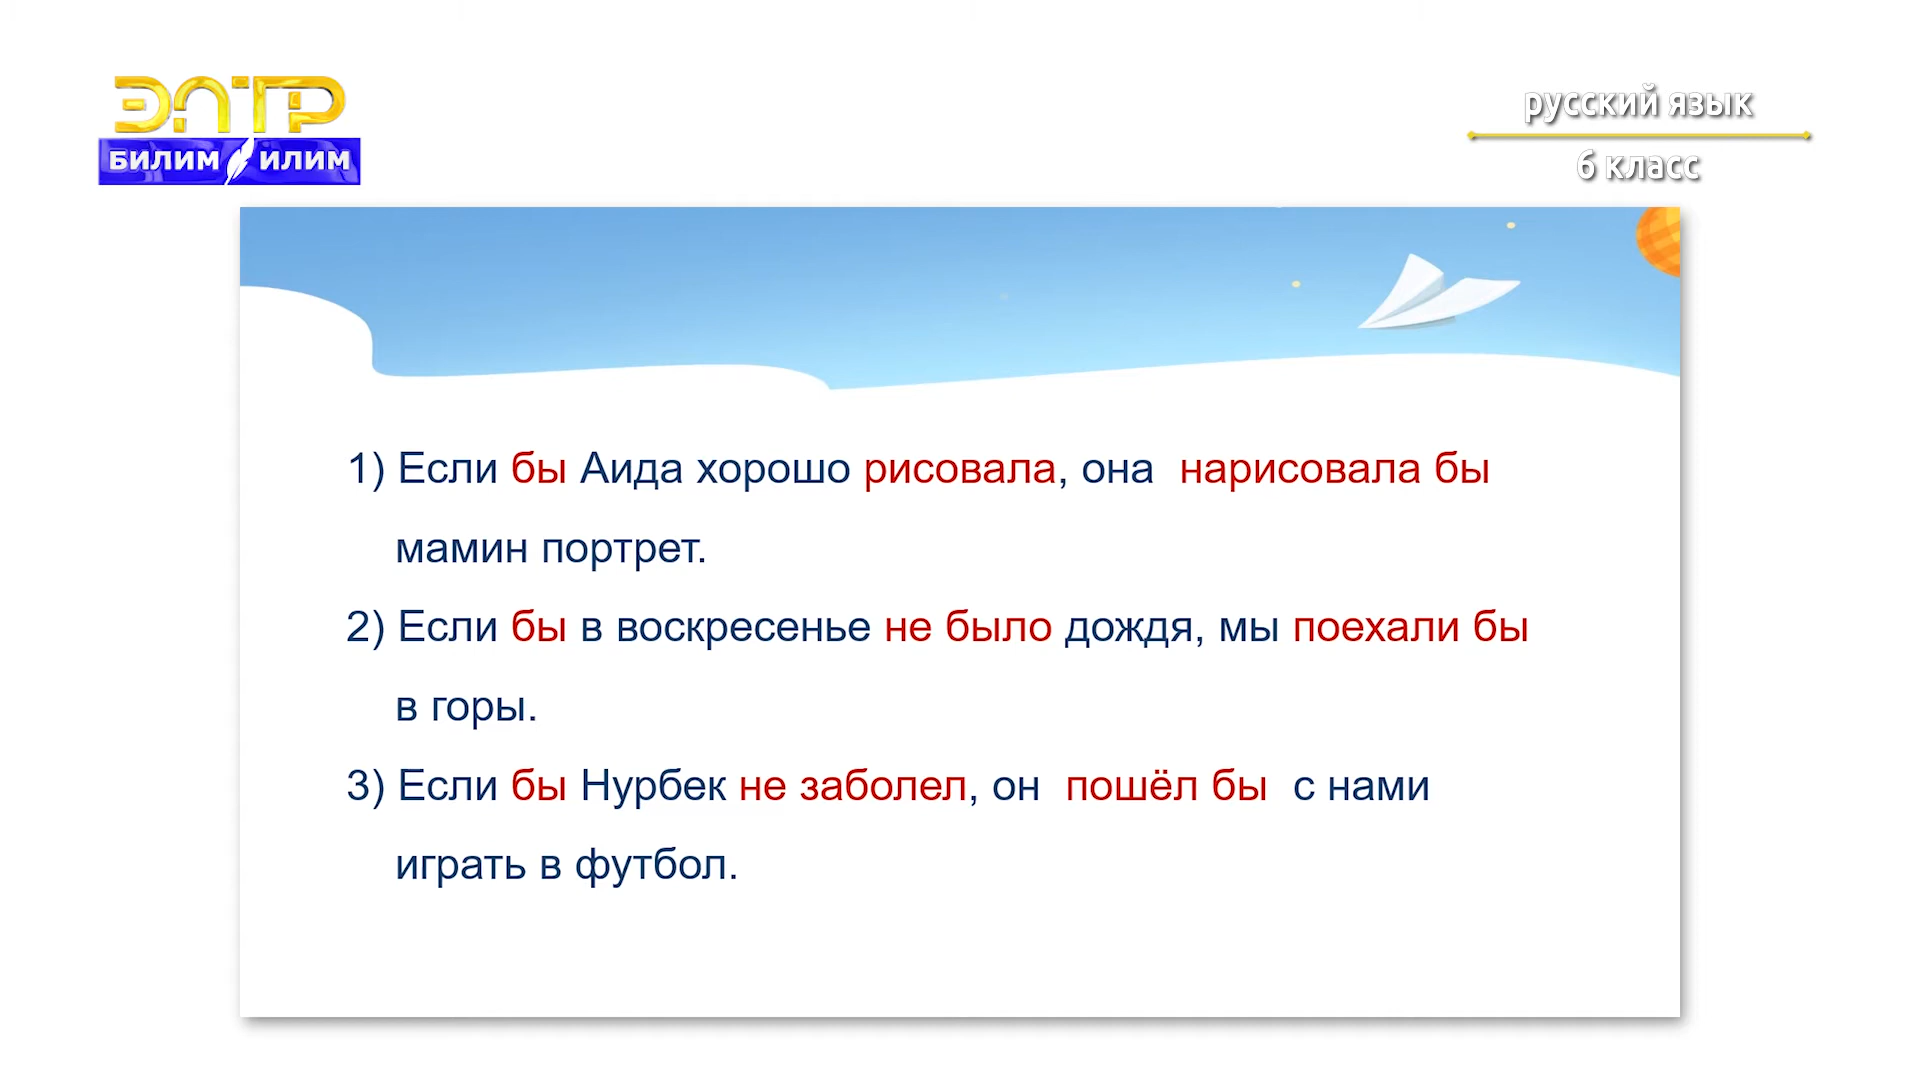 ЭЛТР
БИЛИМ ИЛИМ
русский язык
6 класс
1) Если бы Аида хорошо рисовала, она нарисовала бы
мамин портрет.
2) Если бы в воскресенье не было дождя, мы поехали бы
в горы.
3) Если бы Нурбек не заболел, он пошёл бы с нами
играть в футбол.